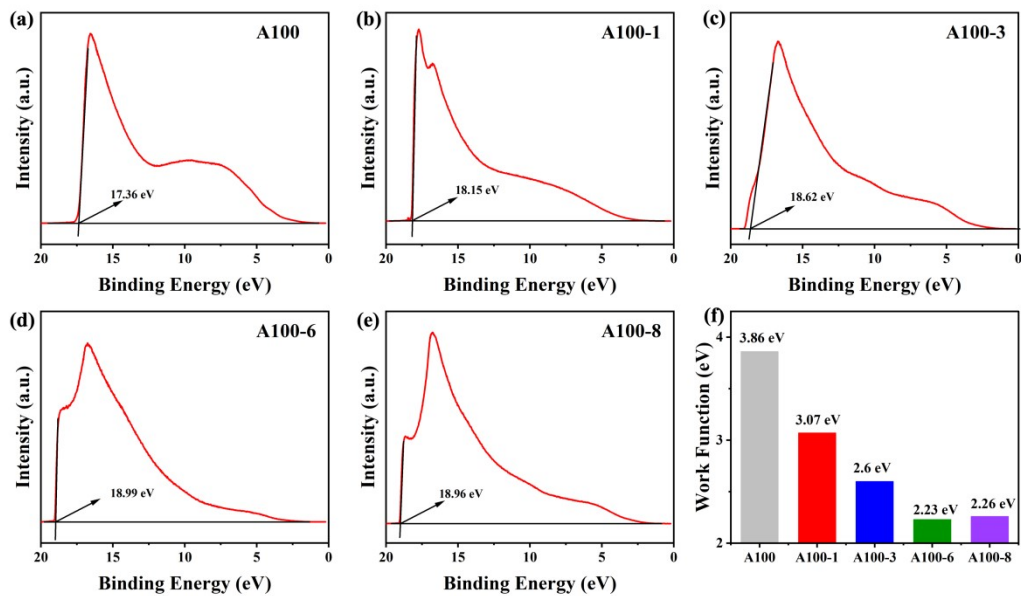 (a)
A100
Intensity (a.u.)
17.36 eV
20 15 10 5 0
Binding Energy (eV)
(b)
A100-1
Intensity (a.u.)
18.15 eV
20 15 10 5 0
Binding Energy (eV)
(c)
A100-3
Intensity (a.u.)
18.62 eV
20 15 10 5 0
Binding Energy (eV)
(d)
A100-6
Intensity (a.u.)
18.99 eV
20 15 10 5 0
Binding Energy (eV)
(e)
A100-8
Intensity (a.u.)
18.96 eV
20 15 10 5 0
Binding Energy (eV)
(f)
Work Function (eV)
4
3
2
3.86 eV
3.07 eV
2.6 eV
2.23 eV
2.26 eV
A100 A100-1 A100-3 A100-6 A100-8